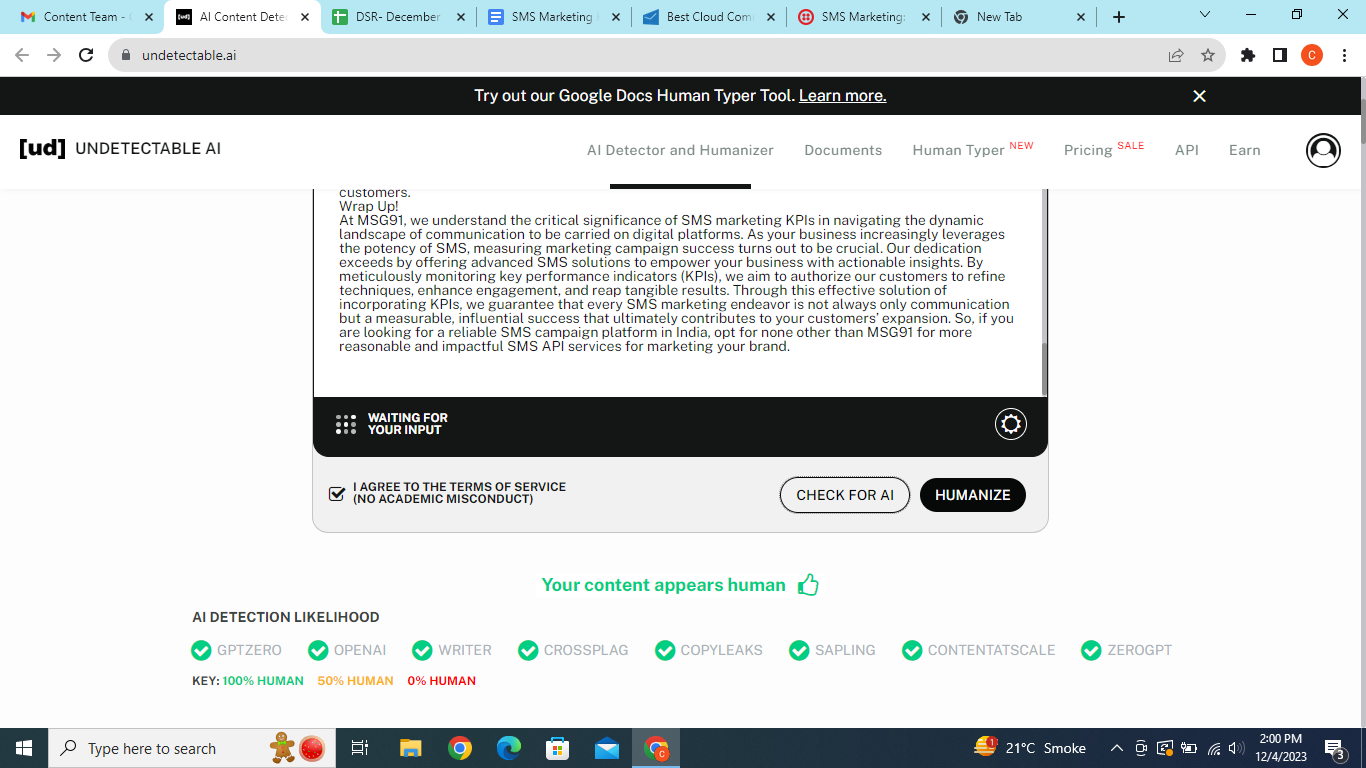 Content Team -
AI Content Dete
DSR- December
SMS Marketing
Best Cloud Com
SMS Marketing:
New Tab
undetectable.ai
C
Try out our Google Docs Human Typer Tool. Learn more.
[ud] UNDETECTABLE AI
AI Detector and Humanizer
Documents
Human Typer NEW
Pricing SALE
API
Earn
customers.
Wrap Up!
At MSG91, we understand the critical significance of SMS marketing KPIs in navigating the dynamic
landscape of communication to be carried on digital platforms. As your business increasingly leverages
the potency of SMS, measuring marketing campaign success turns out to be crucial. Our dedication
exceeds by offering advanced SMS solutions to empower your business with actionable insights. By
meticulously monitoring key performance indicators (KPIs), we aim to authorize our customers to refine
techniques, enhance engagement, and reap tangible results. Through this effective solution of
incorporating KPIs, we guarantee that every SMS marketing endeavor is not always only communication
but a measurable, influential success that ultimately contributes to your customers' expansion. So, if you
are looking for a reliable SMS campaign platform in India, opt for none other than MSG91 for more
reasonable and impactful SMS API services for marketing your brand.
WAITING FOR
YOUR INPUT
I AGREE TO THE TERMS OF SERVICE
(NO ACADEMIC MISCONDUCT)
CHECK FOR AI
HUMANIZE
Your content appears human
AI DETECTION LIKELIHOOD
GPTZERO
OPENAI
WRITER
CROSSPLAG
COPYLEAKS
SAPLING
CONTENTATSCALE
ZEROGPT
KEY: 100% HUMAN 50% HUMAN 0% HUMAN
Type here to search
1
21°C Smoke
2:00 PM
12/4/2023
3